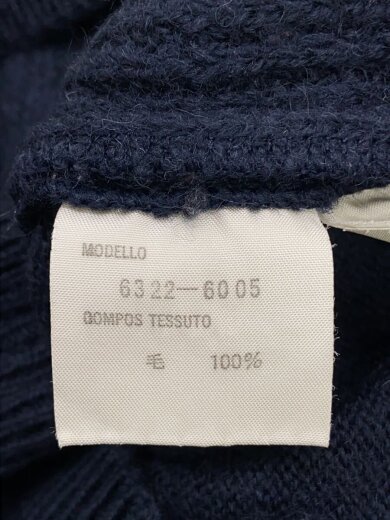 MODELLO
6322-6005
COMPOS TESSUTO
毛 100%